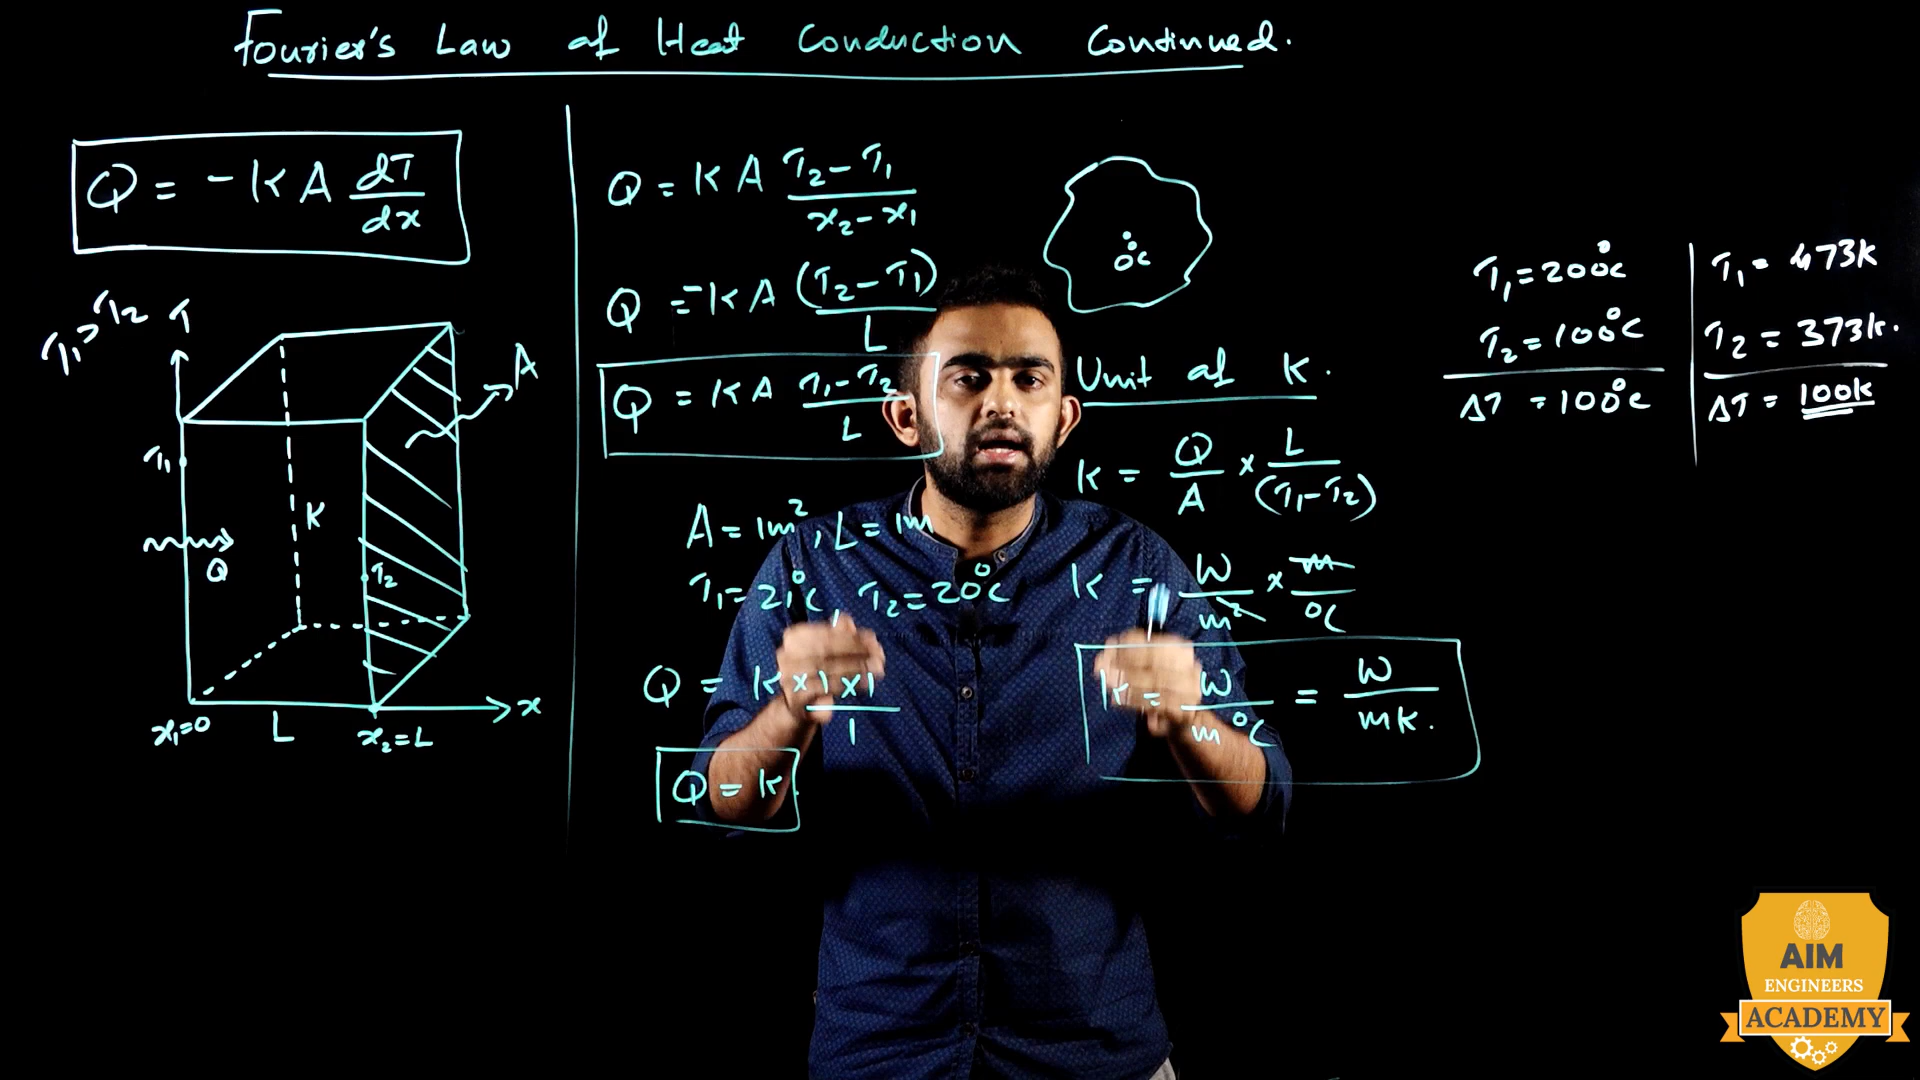 Fourier's Law of Heat Conduction Continued.
Q = -KA dT/dx
T1>T2
T
A
T1
K
Q
T2
x1=0
L
x2=L
x
Q = KA T2-T1/x2-x1
Q =-KA (T2-T1)/L
Q = KA T1-T2/L
A=1m², L=1m
T1=21°C, T2=20°C
Q = K×1×1/1
Q=K.
°C
Unit of K.
K = Q/A × L/(T1-T2)
K = W/m² × m/°C
K= W/m°C = W/mK.
T1=200°C
T2=100°C
ΔT =100°C
T1= 473K
T2= 373K.
ΔT= 100K
AIM
ENGINEERS
ACADEMY